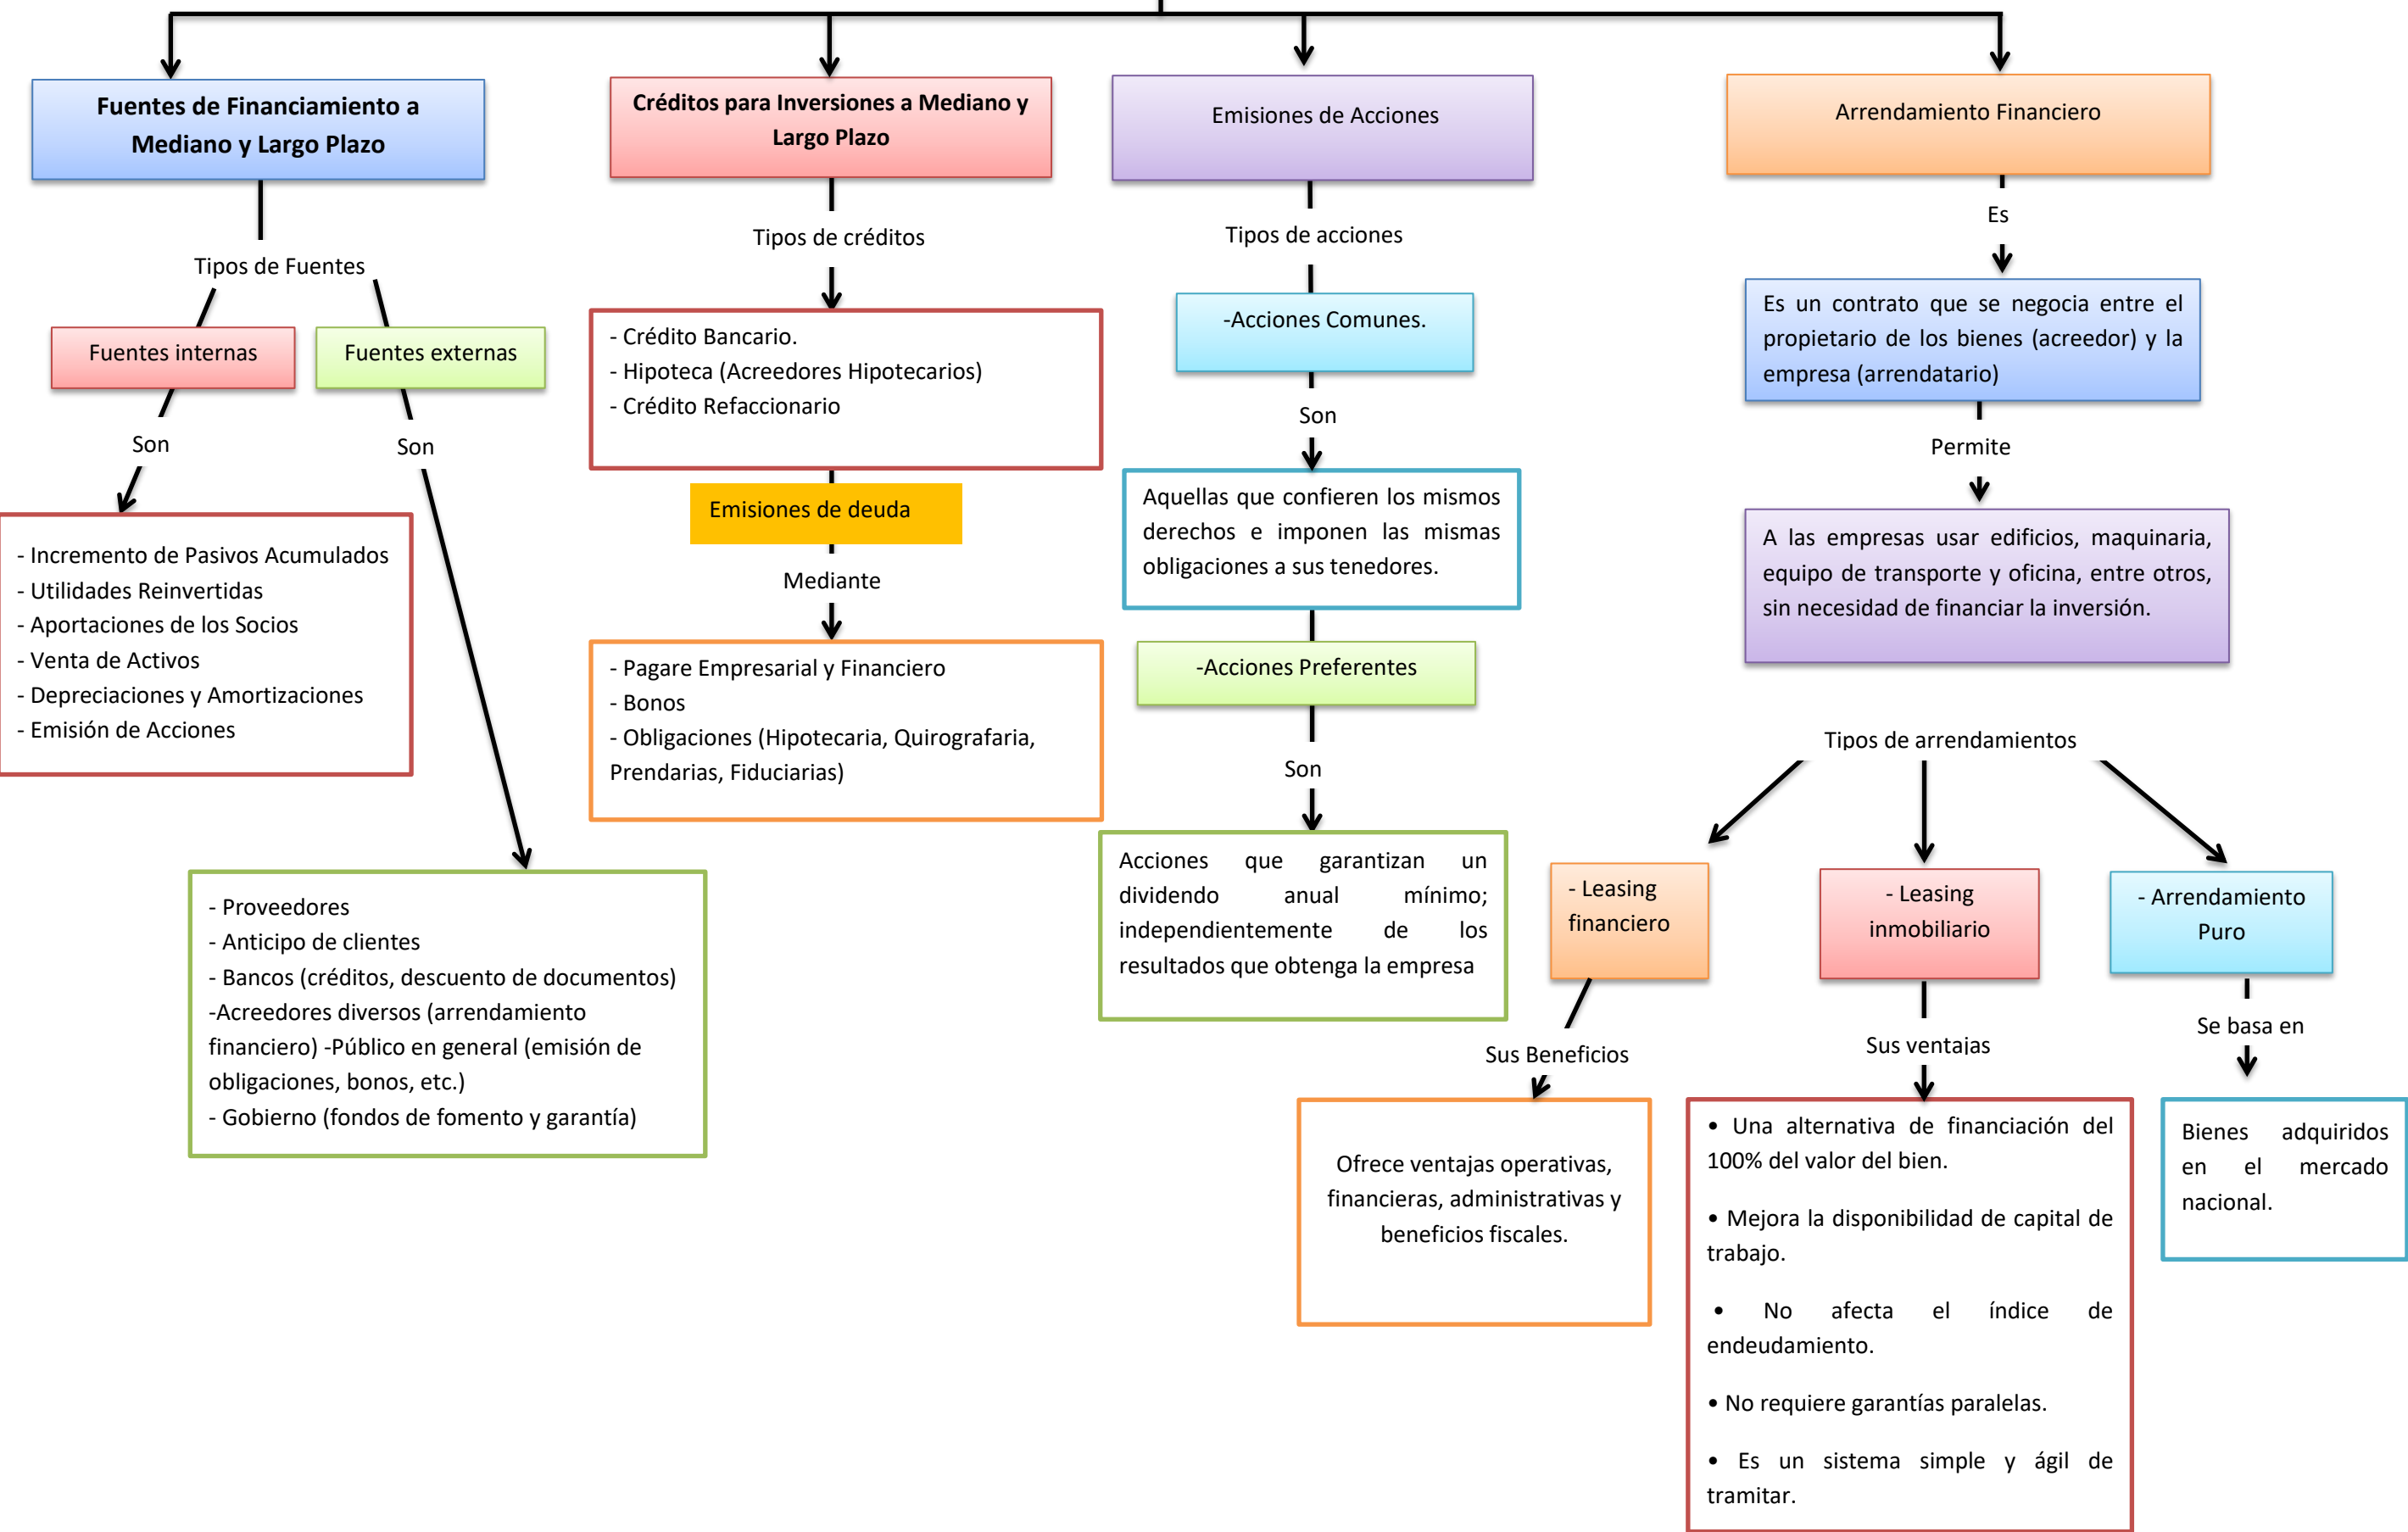 Fuentes de Financiamiento a
Mediano y Largo Plazo
Tipos de Fuentes
Fuentes internas
Fuentes externas
Son
Son
- Incremento de Pasivos Acumulados
- Utilidades Reinvertidas
- Aportaciones de los Socios
- Venta de Activos
- Depreciaciones y Amortizaciones
- Emisión de Acciones
- Proveedores
- Anticipo de clientes
- Bancos (créditos, descuento de documentos)
-Acreedores diversos (arrendamiento
financiero) -Público en general (emisión de
obligaciones, bonos, etc.)
- Gobierno (fondos de fomento y garantía)
Créditos para Inversiones a Mediano y
Largo Plazo
Tipos de créditos
- Crédito Bancario.
- Hipoteca (Acreedores Hipotecarios)
- Crédito Refaccionario
Emisiones de deuda
Mediante
- Pagare Empresarial y Financiero
- Bonos
- Obligaciones (Hipotecaria, Quirografaria,
Prendarias, Fiduciarias)
Emisiones de Acciones
Tipos de acciones
-Acciones Comunes.
Son
Aquellas que confieren los mismos
derechos e imponen las mismas
obligaciones a sus tenedores.
-Acciones Preferentes
Son
Acciones que garantizan un
dividendo anual mínimo;
independientemente de los
resultados que obtenga la empresa
Arrendamiento Financiero
Es
Es un contrato que se negocia entre el
propietario de los bienes (acreedor) y la
empresa (arrendatario)
Permite
A las empresas usar edificios, maquinaria,
equipo de transporte y oficina, entre otros,
sin necesidad de financiar la inversión.
Tipos de arrendamientos
- Leasing
financiero
Sus Beneficios
Ofrece ventajas operativas,
financieras, administrativas y
beneficios fiscales.
- Leasing
inmobiliario
Sus ventajas
• Una alternativa de financiación del
100% del valor del bien.
• Mejora la disponibilidad de capital de
trabajo.
• No afecta el índice de
endeudamiento.
• No requiere garantías paralelas.
• Es un sistema simple y ágil de
tramitar.
- Arrendamiento
Puro
Se basa en
Bienes adquiridos
en el mercado
nacional.